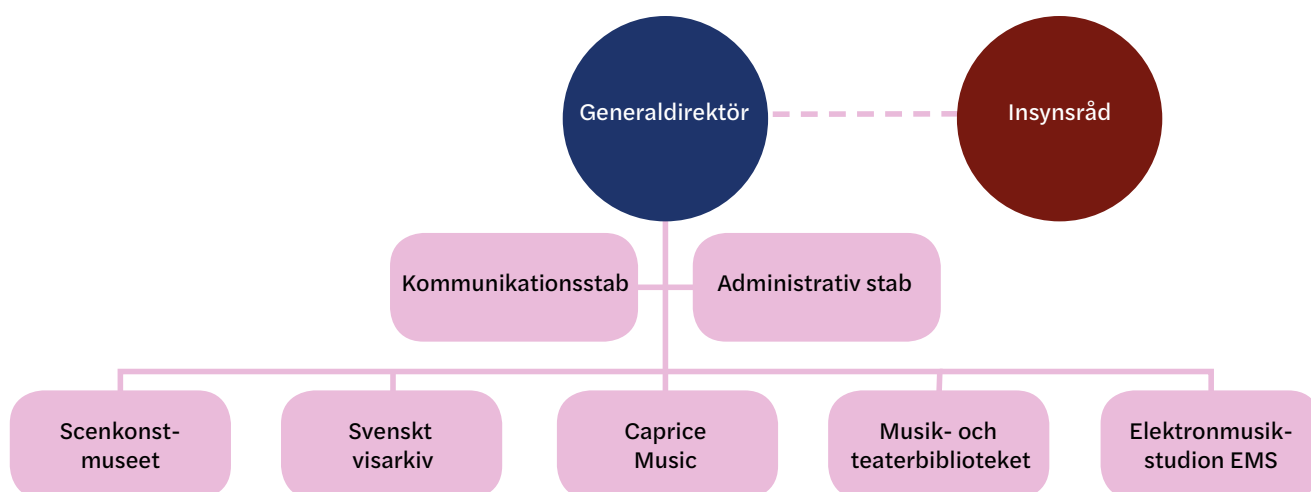 Generaldirektör
Insynsråd
Kommunikationsstab
Administrativ stab
Scenkonst-
museet
Svenskt
visarkiv
Caprice
Music
Musik- och
teaterbiblioteket
Elektronmusik-
studion EMS